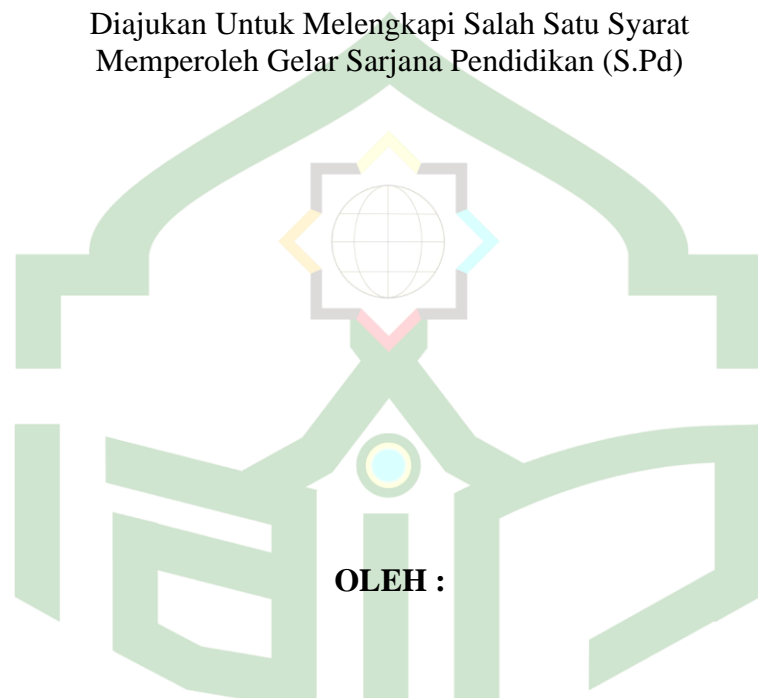 Diajukan Untuk Melengkapi Salah Satu Syarat
Memperoleh Gelar Sarjana Pendidikan (S.Pd)
OLEH :